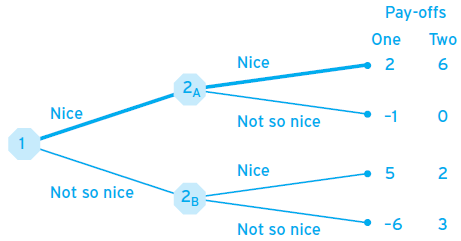 Pay-offs
One Two
Nice 2 6
2A
Nice
Not so nice -1 0
1
Nice 5 2
Not so nice
2B
Not so nice -6 3